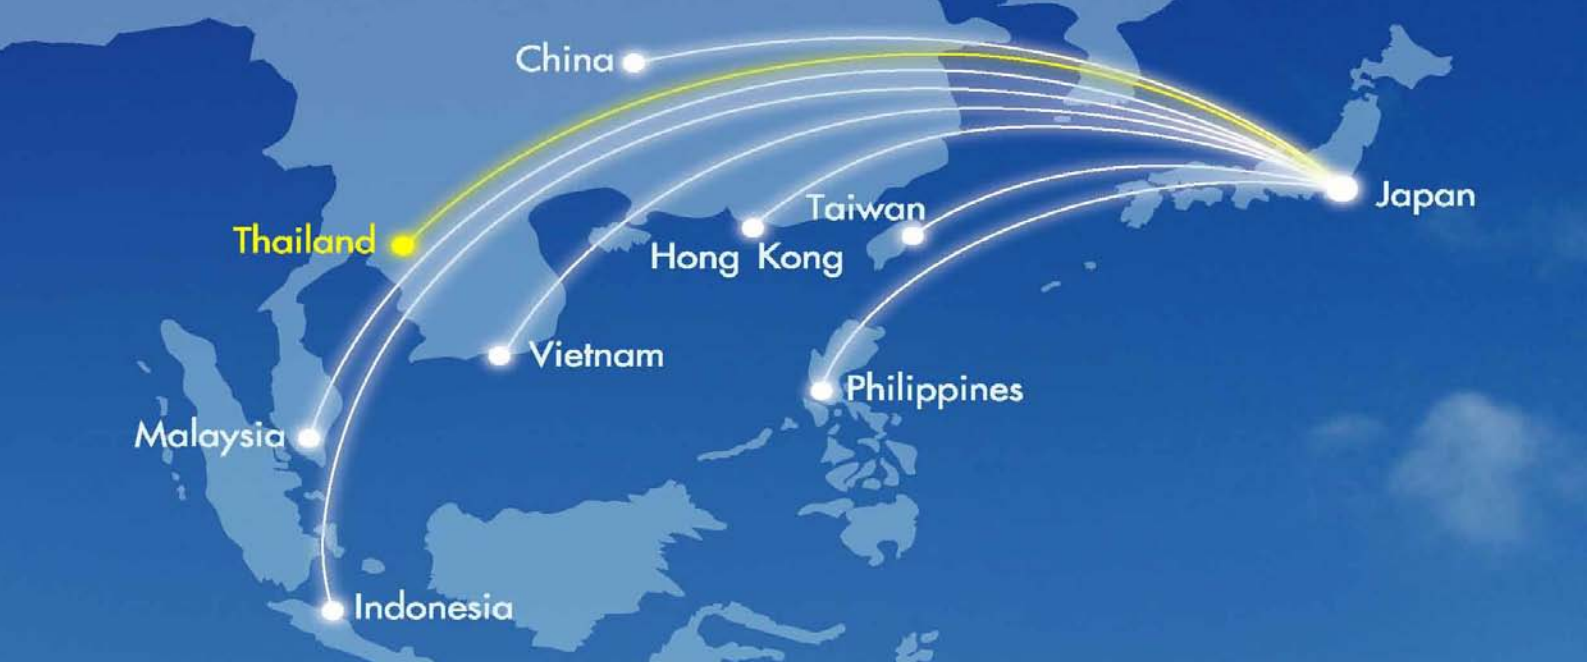 China
Japan
Taiwan
Thailand
Hong Kong
Vietnam
Philippines
Malaysia
Indonesia